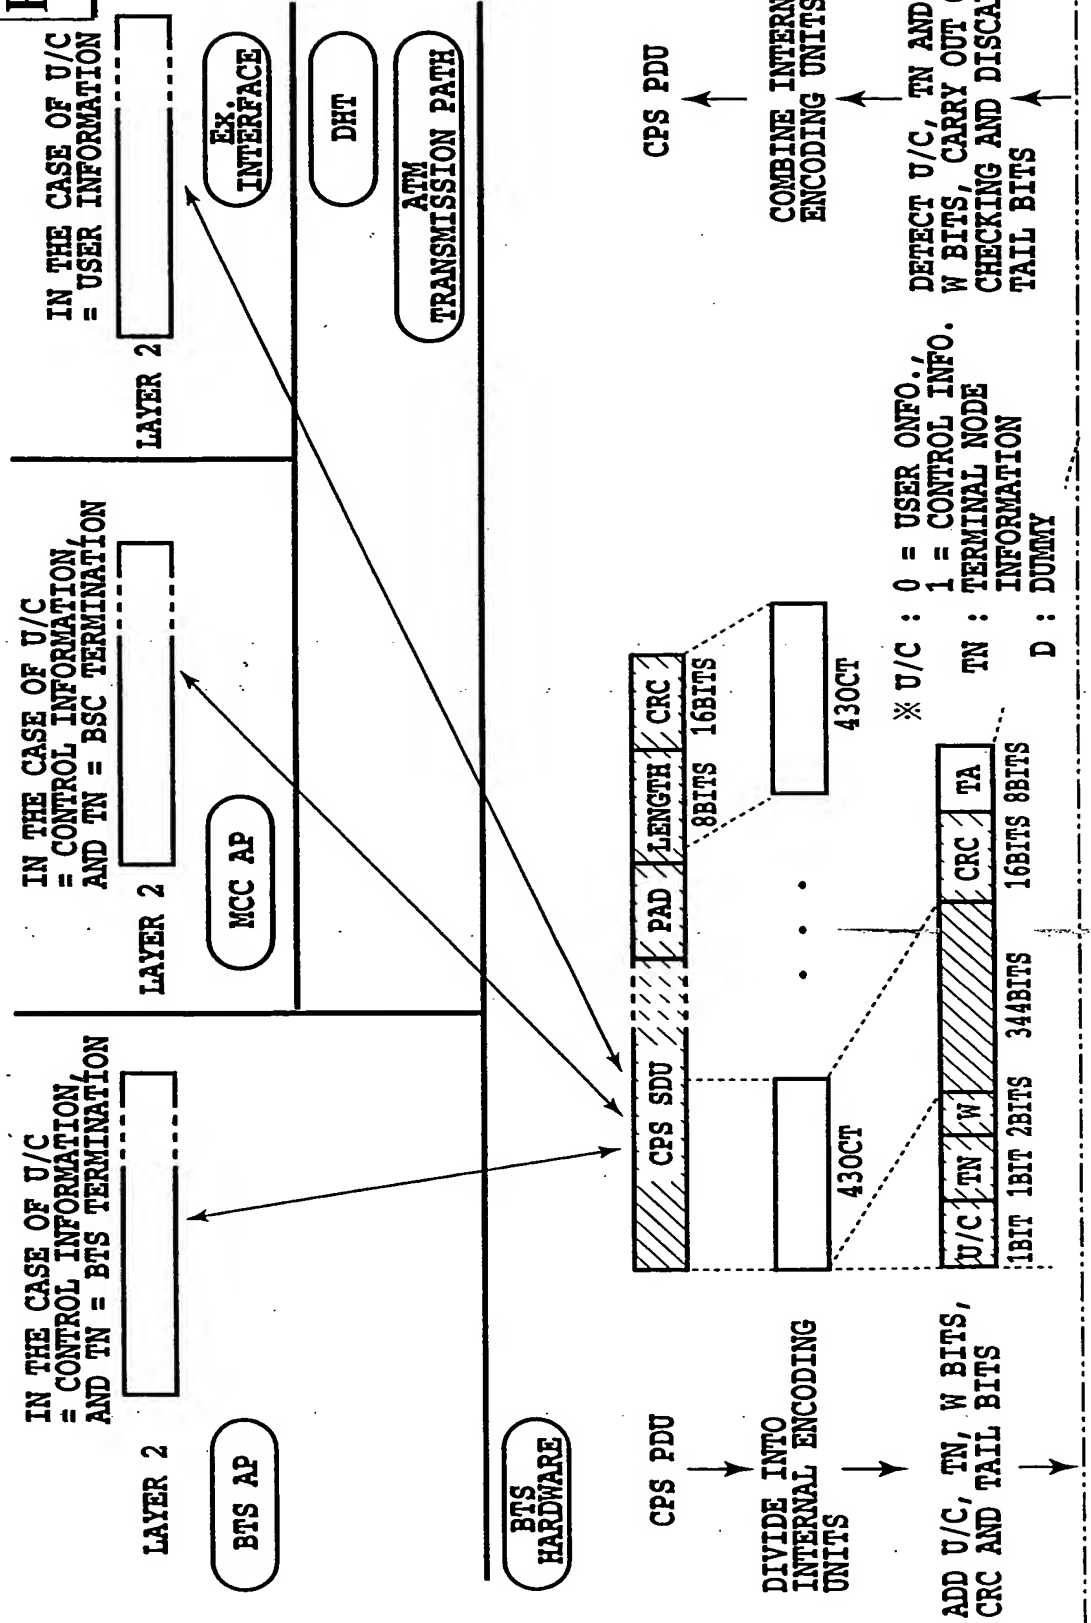 IN THE CASE OF U/C
= CONTROL INFORMATION,
AND TN = BTS TERMINATION
LAYER 2
BTS AP
IN THE CASE OF U/C
= CONTROL INFORMATION,
AND TN = BSC TERMINATION
LAYER 2
MCC AP
IN THE CASE OF U/C
= USER INFORMATION
LAYER 2
EX.
INTERFACE
DHT
ATM
TRANSMISSION PATH
BTS
HARDWARE
CPS PDU
DIVIDE INTO
INTERNAL ENCODING
UNITS
ADD U/C, TN, W BITS,
CRC AND TAIL BITS
CPS SDU PAD LENGTH CRC
8BITS 16BITS
43OCT
43OCT
U/C TN W CRC TA
1BIT 1BIT 2BITS 344BITS 16BITS 8BITS
※ U/C : 0 = USER ONFO.,
1 = CONTROL INFO.
TN : TERMINAL NODE
INFORMATION
D : DUMMY
CPS PDU
COMBINE INTERN
ENCODING UNITS
DETECT U/C, TN AND
W BITS, CARRY OUT
CHECKING AND DISCA
TAIL BITS